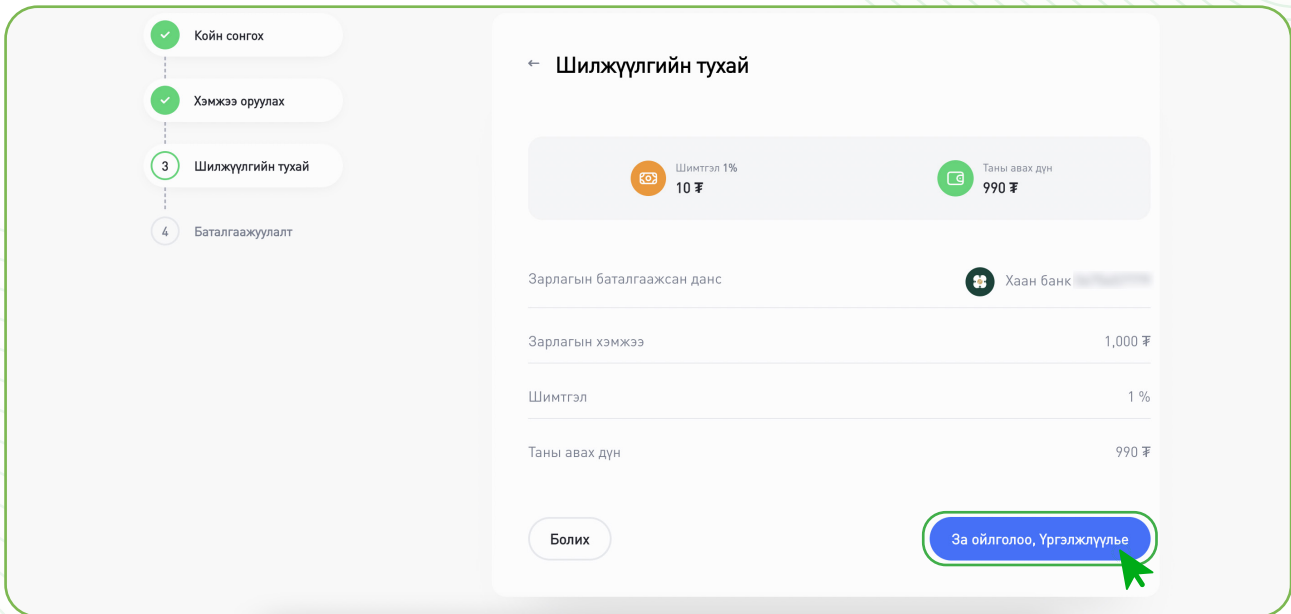 Койн сонгох
Хэмжээ оруулах
3 Шилжүүлгийн тухай
4 Баталгаажуулалт
← Шилжүүлгийн тухай
Шимтгэл 1%
10 ₮
Таны авах дүн
990 ₮
Зарлагын баталгаажсан данс Хаан банк
Зарлагын хэмжээ 1,000 ₮
Шимтгэл 1 %
Таны авах дүн 990 ₮
Болих За ойлголоо, Үргэлжлүүлье